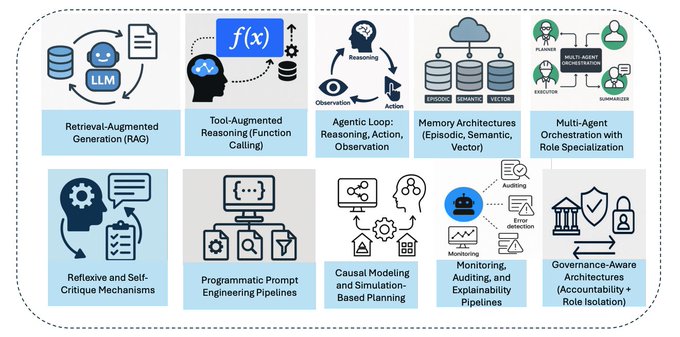 LLM
Retrieval-Augmented
Generation (RAG)
f(x)
Tool-Augmented
Reasoning (Function
Calling)
Reasoning
Observation
Action
Agentic Loop:
Reasoning, Action,
Observation
EPISODIC
SEMANTIC
VECTOR
Memory Architectures
(Episodic, Semantic,
Vector)
PLANNER
MULTI-AGENT
ORCHESTRATION
EXECUTOR
SUMMARIZER
Multi-Agent
Orchestration with
Role Specialization
Reflexive and Self-
Critique Mechanisms
{...}
Programmatic Prompt
Engineering Pipelines
Causal Modeling
and Simulation-
Based Planning
Auditing
Error
detection
Monitoring
Monitoring,
Auditing, and
Explainability
Pipelines
Governance-Aware
Architectures
(Accountability +
Role Isolation)